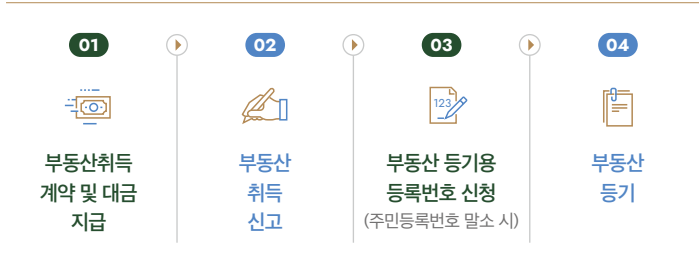 01
부동산취득
계약 및 대금
지급
02
부동산
취득
신고
03
123
부동산 등기용
등록번호 신청
(주민등록번호 말소 시)
04
부동산
등기